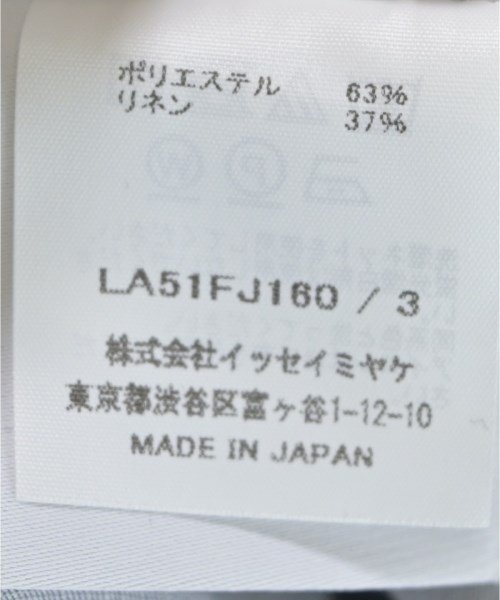 ポリエステル 63%
リネン 37%
LA51FJ160 / 3
株式会社イッセイミヤケ
東京都渋谷区富ヶ谷1-12-10
MADE IN JAPAN